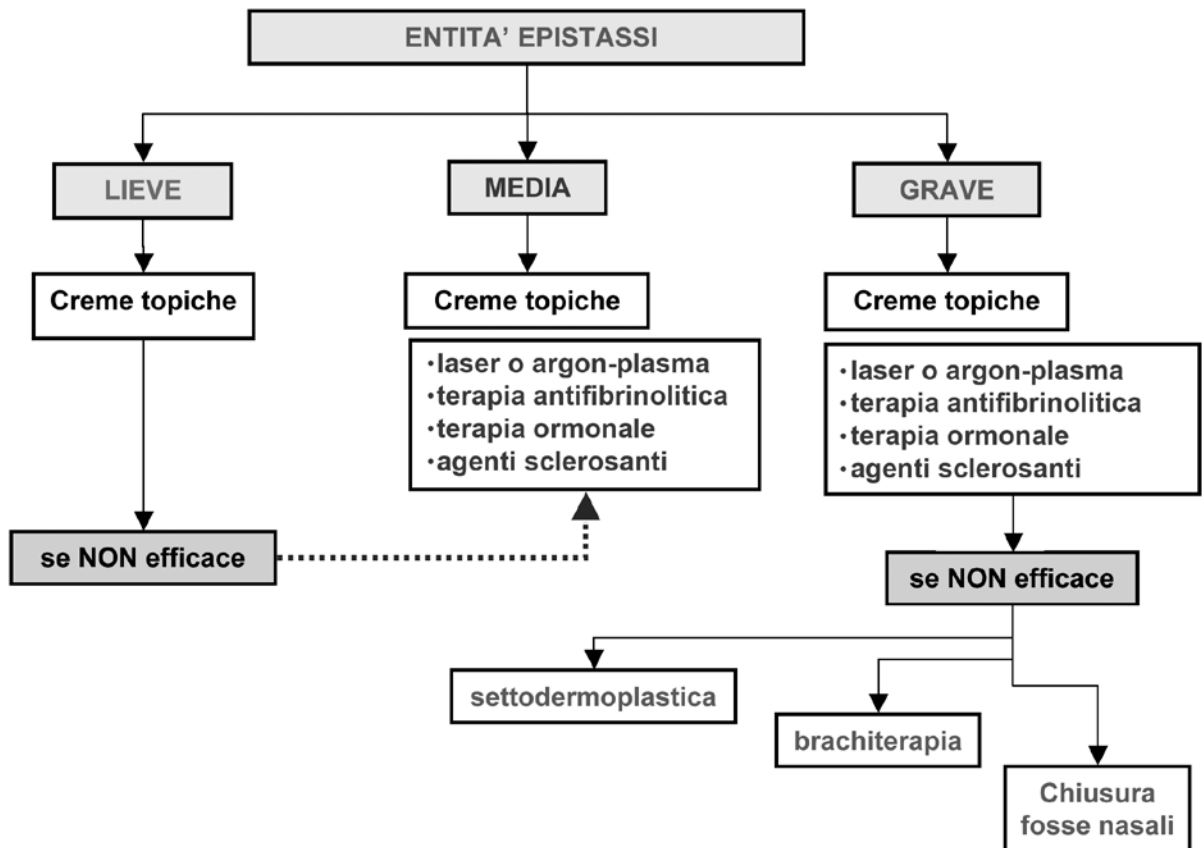 ENTITA’ EPISTASSI
LIEVE
MEDIA
GRAVE
Creme topiche
Creme topiche
Creme topiche
·laser o argon-plasma
·terapia antifibrinolitica
·terapia ormonale
·agenti sclerosanti
·laser o argon-plasma
·terapia antifibrinolitica
·terapia ormonale
·agenti sclerosanti
se NON efficace
se NON efficace
settodermoplastica
brachiterapia
Chiusura
fosse nasali